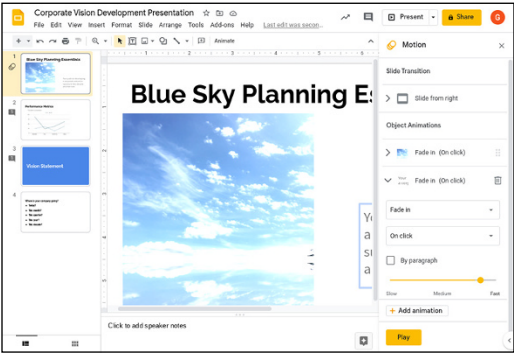 Corporate Vision Development Presentation
File Edit View Insert Format Slide Arrange Tools Add-ons Help Last edit was secon...
Present
Share
G
Animate
Motion
Slide Transition
Slide from right
Object Animations
Fade in (On click)
Fade in (On click)
Fade in
On click
By paragraph
Slow Medium Fast
+ Add animation
Play
1
Blue Sky Planning Essentials
2
Performance Metrics
3
Vision Statement
4
Blue Sky Planning Es
Click to add speaker notes